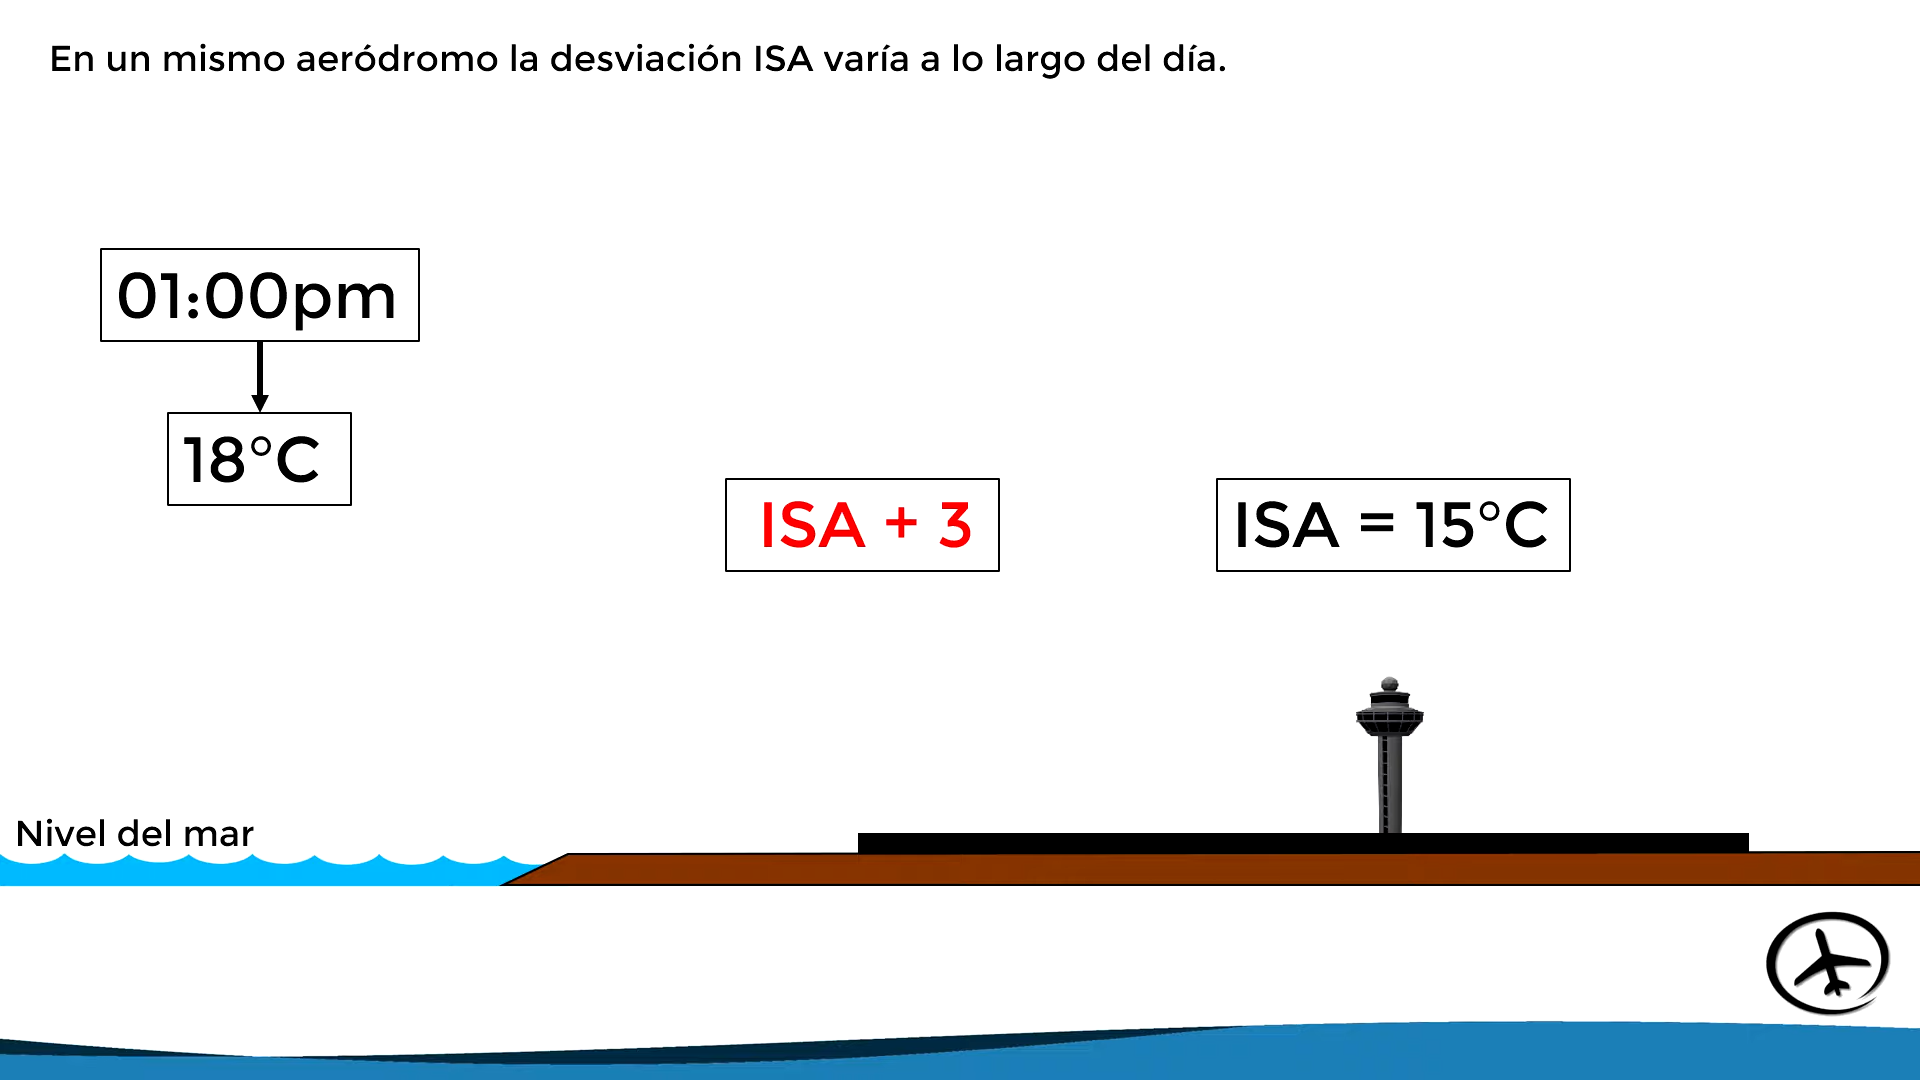 En un mismo aeródromo la desviación ISA varía a lo largo del día.
01:00pm
18°C
ISA + 3
ISA = 15°C
Nivel del mar